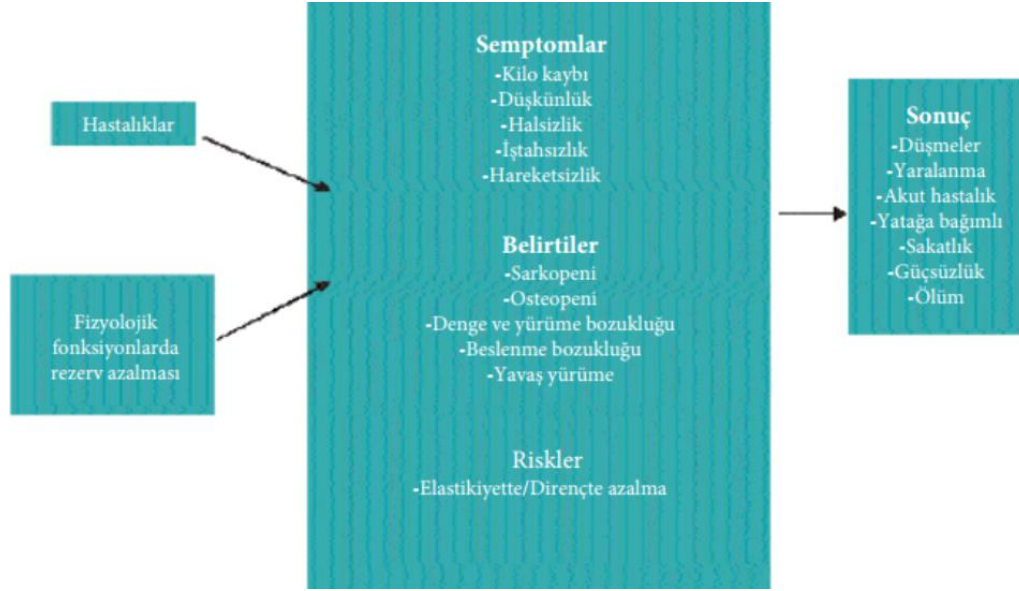 Hastalıklar
Fizyolojik
fonksiyonlarda
rezerv azalması
Semptomlar
-Kilo kaybı
-Düşkünlük
-Halsizlik
-İştahsızlık
-Hareketsizlik
Belirtiler
-Sarkopeni
-Osteopeni
-Denge ve yürüme bozukluğu
-Beslenme bozukluğu
-Yavaş yürüme
Riskler
-Elastikiyette/Dirençte azalma
Sonuç
-Düşmeler
-Yaralanma
-Akut hastalık
-Yatağa bağımlı
-Sakatlık
-Güçsüzlük
-Ölüm